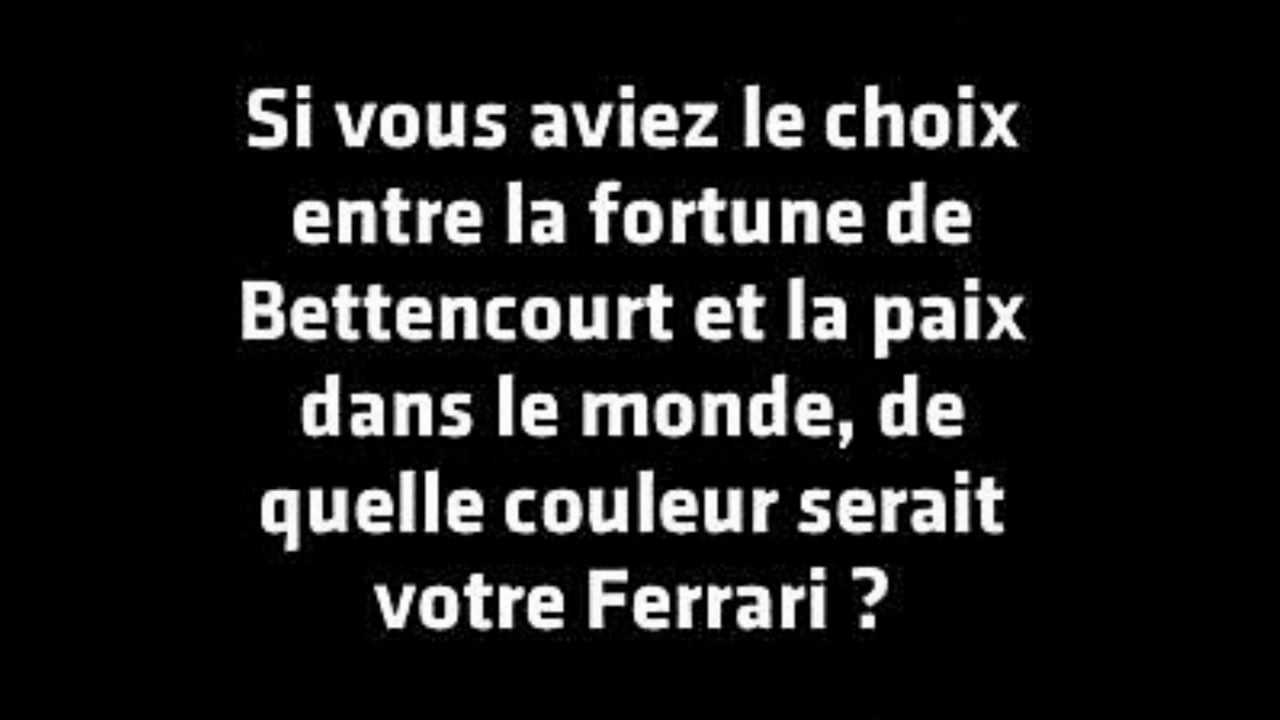 Si vous aviez le choix
entre la fortune de
Bettencourt et la paix
dans le monde, de
quelle couleur serait
votre Ferrari ?